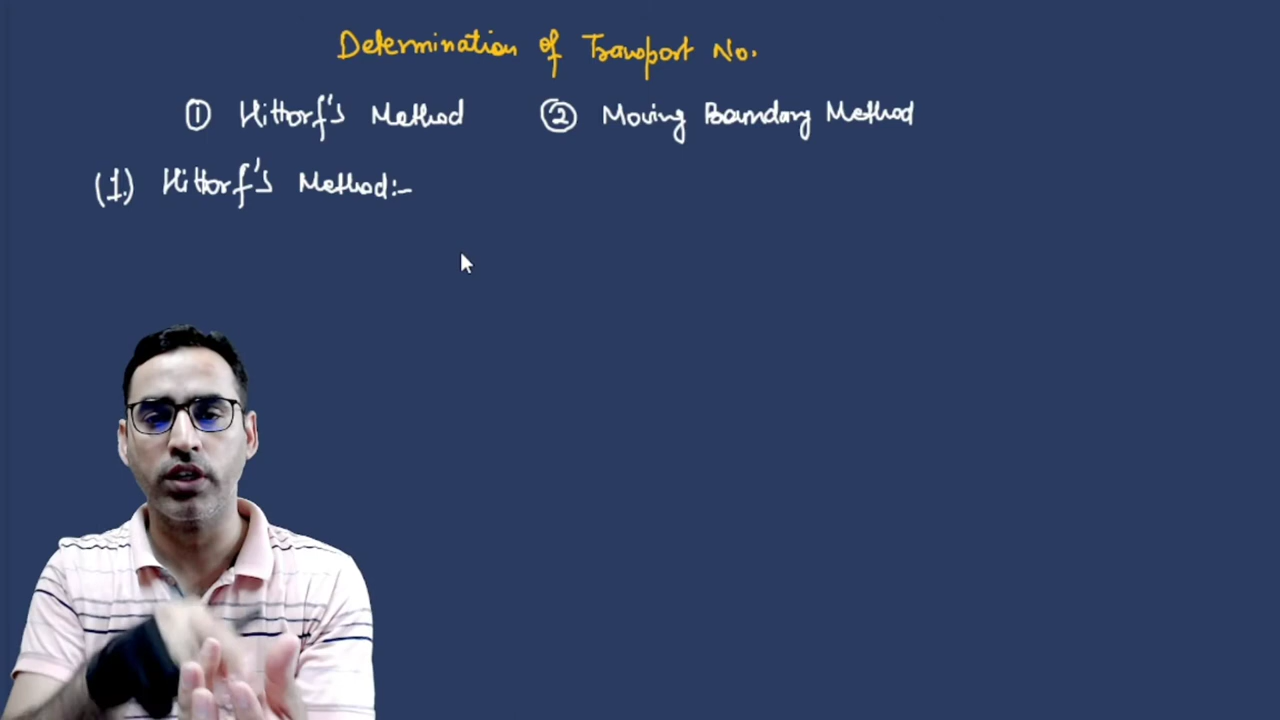 Determination of Transport No.
① Hittorf's Method ② Moving Boundary Method
(1.) Hittorf's Method:-